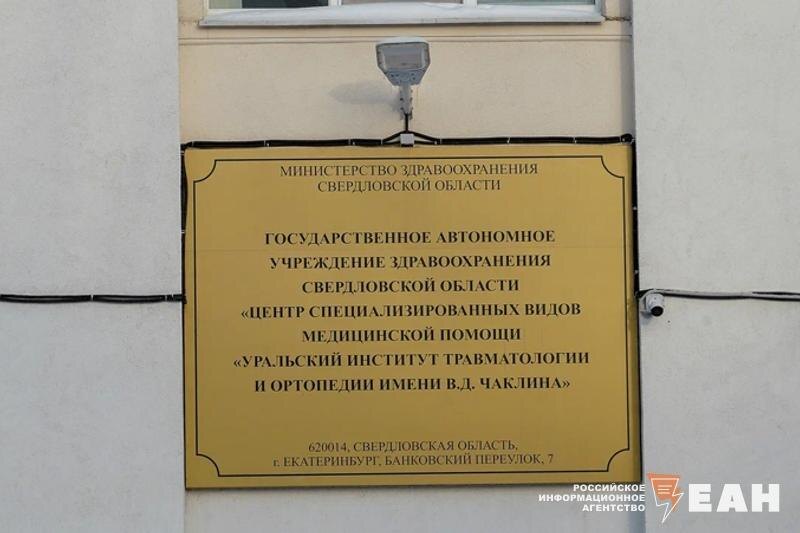 МИНИСТЕРСТВО ЗДРАВООХРАНЕНИЯ
СВЕРДЛОВСКОЙ ОБЛАСТИ
ГОСУДАРСТВЕННОЕ АВТОНОМНОЕ
УЧРЕЖДЕНИЕ ЗДРАВООХРАНЕНИЯ
СВЕРДЛОВСКОЙ ОБЛАСТИ
«ЦЕНТР СПЕЦИАЛИЗИРОВАННЫХ ВИДОВ
МЕДИЦИНСКОЙ ПОМОЩИ
«УРАЛЬСКИЙ ИНСТИТУТ ТРАВМАТОЛОГИИ
И ОРТОПЕДИИ ИМЕНИ В.Д. ЧАКЛИНА»
620014, СВЕРДЛОВСКАЯ ОБЛАСТЬ,
г. ЕКАТЕРИНБУРГ, БАНКОВСКИЙ ПЕРЕУЛОК, 7
РОССИЙСКОЕ
ИНФОРМАЦИОННОЕ
АГЕНТСТВО
ЕАН